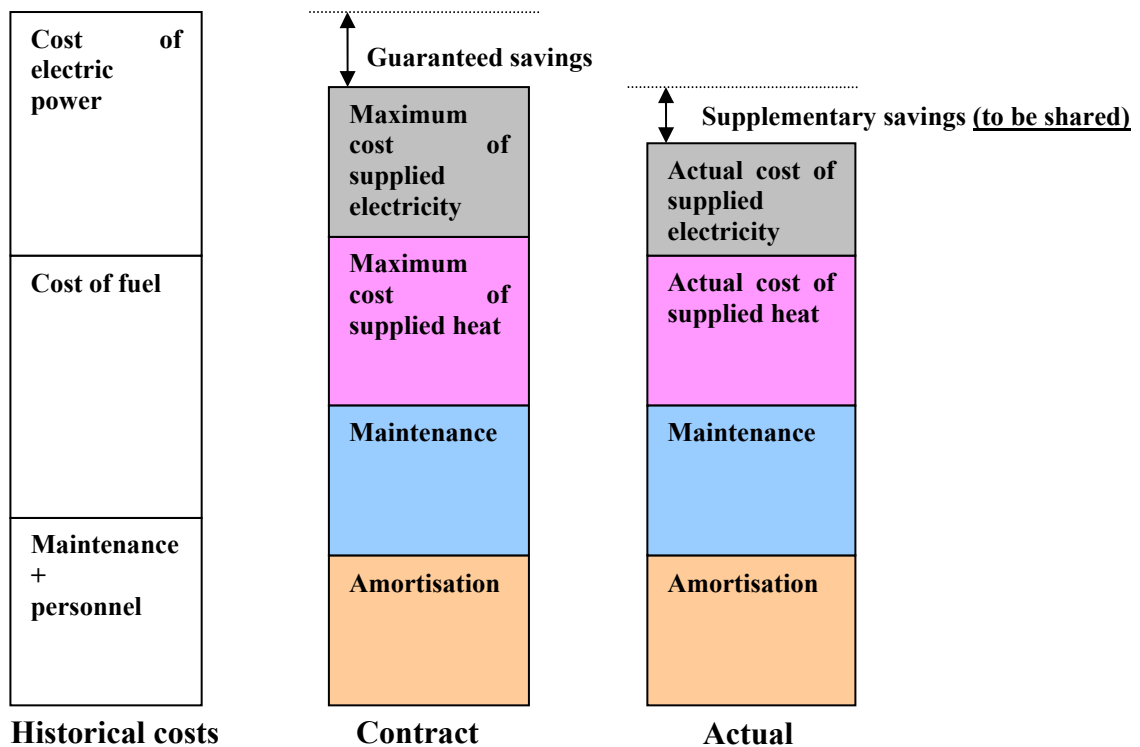 Cost of
electric
power
Cost of fuel
Maintenance
+
personnel
Historical costs
Guaranteed savings
Maximum
cost of
supplied
electricity
Maximum
cost of
supplied heat
Maintenance
Amortisation
Contract
Supplementary savings (to be shared)
Actual cost of
supplied
electricity
Actual cost of
supplied heat
Maintenance
Amortisation
Actual